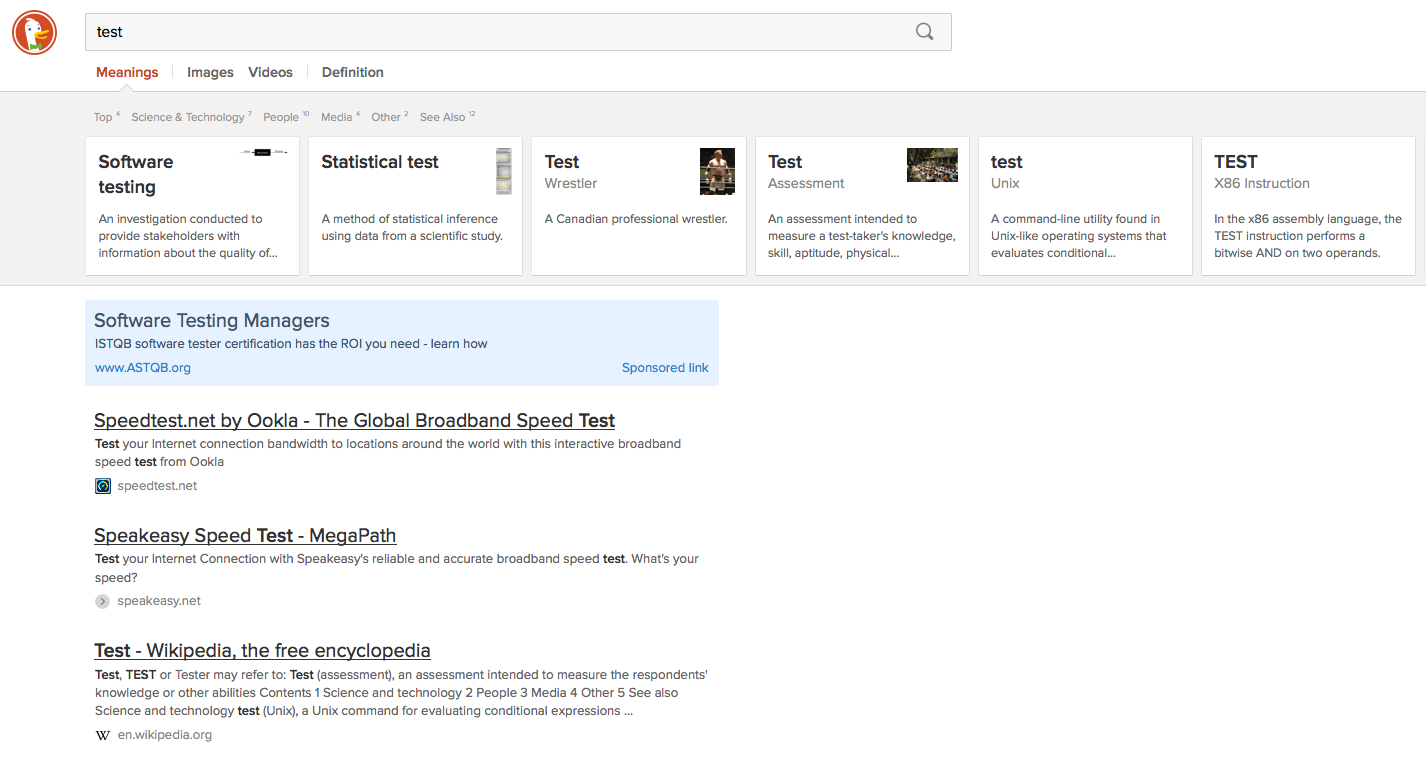 test
Meanings Images Videos Definition
Top 4 Science & Technology 7 People 10 Media 4 Other 2 See Also 12
Software
testing
An investigation conducted to
provide stakeholders with
information about the quality of...
Statistical test
A method of statistical inference
using data from a scientific study.
Test
Wrestler
A Canadian professional wrestler.
Test
Assessment
An assessment intended to
measure a test-taker's knowledge,
skill, aptitude, physical...
test
Unix
A command-line utility found in
Unix-like operating systems that
evaluates conditional...
TEST
X86 Instruction
In the x86 assembly language, the
TEST instruction performs a
bitwise AND on two operands.
Software Testing Managers
ISTQB software tester certification has the ROI you need - learn how
www.ASTQB.org Sponsored link
Speedtest.net by Ookla - The Global Broadband Speed Test
Test your Internet connection bandwidth to locations around the world with this interactive broadband
speed test from Ookla
speedtest.net
Speakeasy Speed Test - MegaPath
Test your Internet Connection with Speakeasy's reliable and accurate broadband speed test. What's your
speed?
speakeasy.net
Test - Wikipedia, the free encyclopedia
Test, TEST or Tester may refer to: Test (assessment), an assessment intended to measure the respondents'
knowledge or other abilities Contents 1 Science and technology 2 People 3 Media 4 Other 5 See also
Science and technology test (Unix), a Unix command for evaluating conditional expressions ...
W en.wikipedia.org